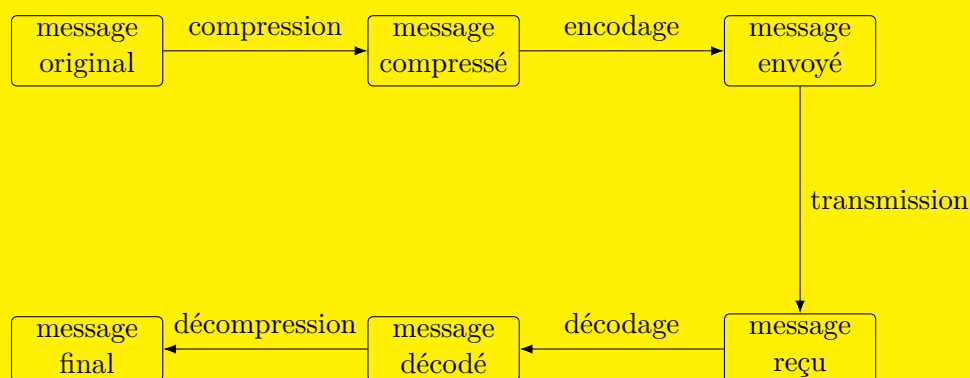 message
original
compression
message
compressé
encodage
message
envoyé
transmission
message
final
décompression
message
décodé
décodage
message
reçu